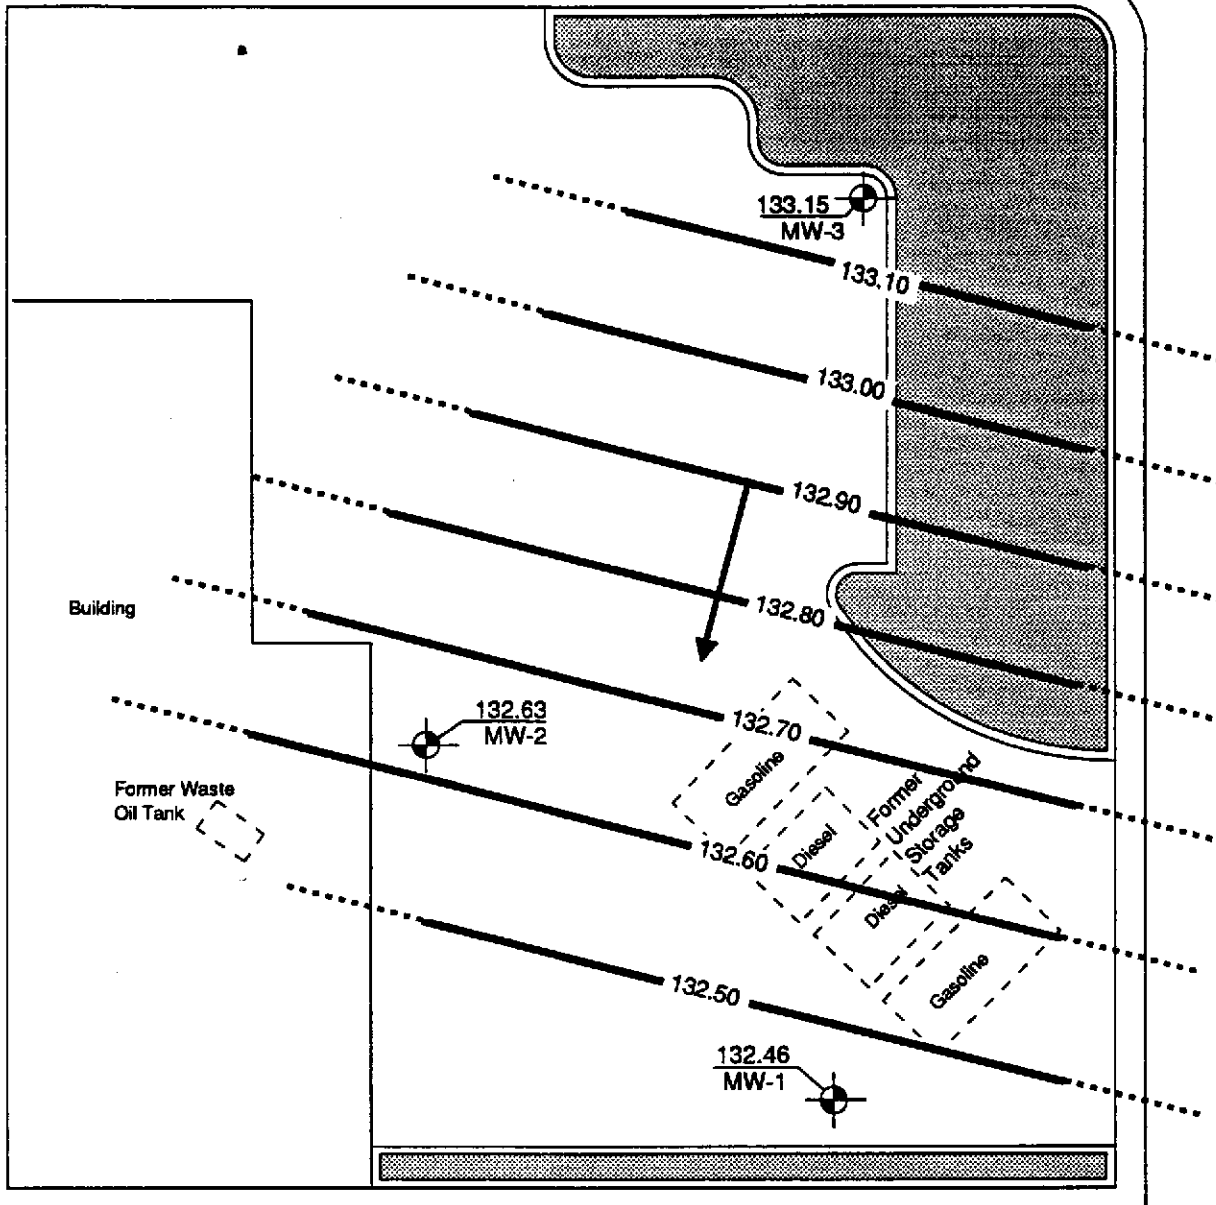 133.15
MW-3
133.10
133.00
132.90
132.80
Building
132.63
MW-2
132.70
Gasoline
Former Waste
Oil Tank
Former
Underground
Storage
Tanks
Diesel
132.60
Diesel
Gasoline
132.50
132.46
MW-1